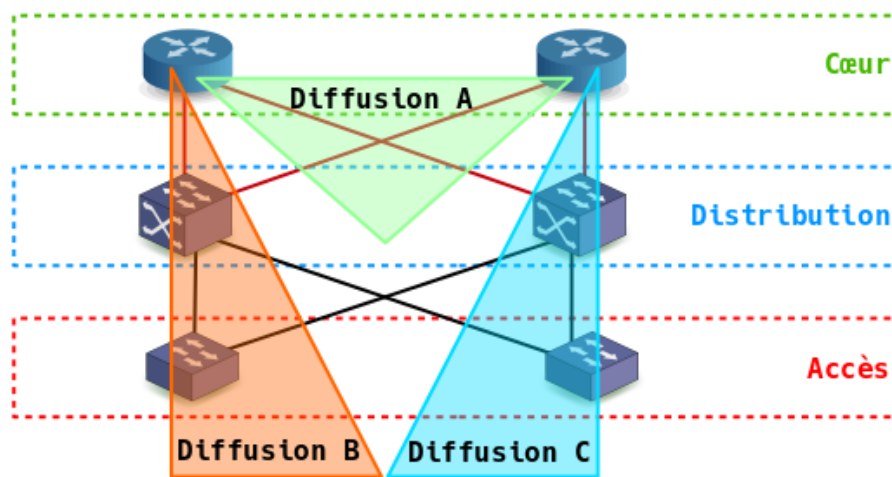 Cœur
Diffusion A
Distribution
Accès
Diffusion B
Diffusion C